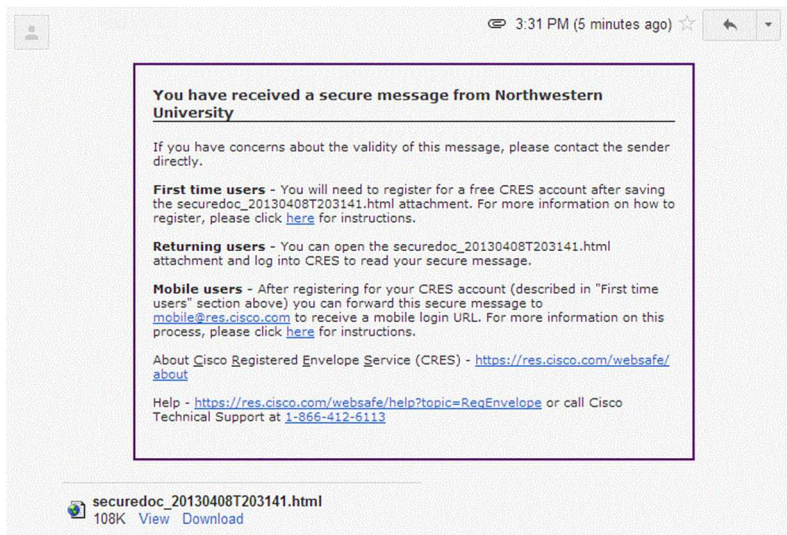 3:31 PM (5 minutes ago)
You have received a secure message from Northwestern
University
If you have concerns about the validity of this message, please contact the sender
directly.
First time users - You will need to register for a free CRES account after saving
the securedoc_20130408T203141.html attachment. For more information on how to
register, please click here for instructions.
Returning users - You can open the securedoc_20130408T203141.html
attachment and log into CRES to read your secure message.
Mobile users - After registering for your CRES account (described in "First time
users" section above) you can forward this secure message to
mobile@res.cisco.com to receive a mobile login URL. For more information on this
process, please click here for instructions.
About Cisco Registered Envelope Service (CRES) - https://res.cisco.com/websafe/
about
Help - https://res.cisco.com/websafe/help?topic=RegEnvelope or call Cisco
Technical Support at 1-866-412-6113
securedoc_20130408T203141.html
108K View Download